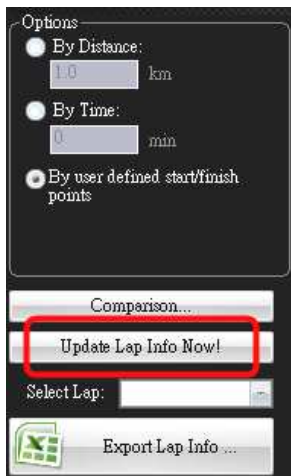 Options
By Distance:
1.0 km
By Time:
0 min
By user defined start/finish
points
Comparison...
Update Lap Info Now!
Select Lap:
Export Lap Info ...